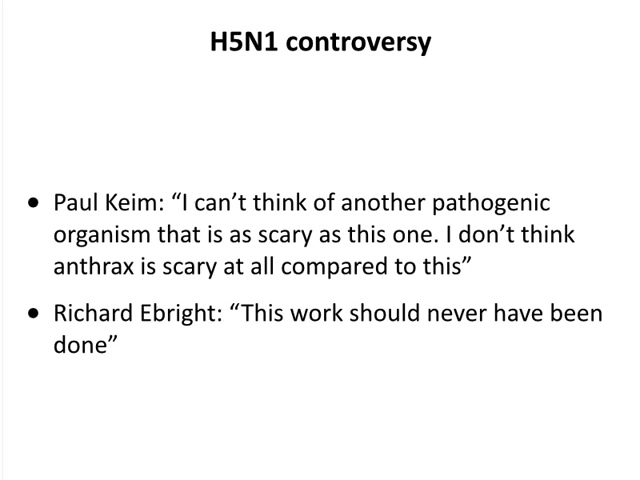 H5N1 controversy
● Paul Keim: “I can’t think of another pathogenic
organism that is as scary as this one. I don’t think
anthrax is scary at all compared to this”
● Richard Ebright: “This work should never have been
done”